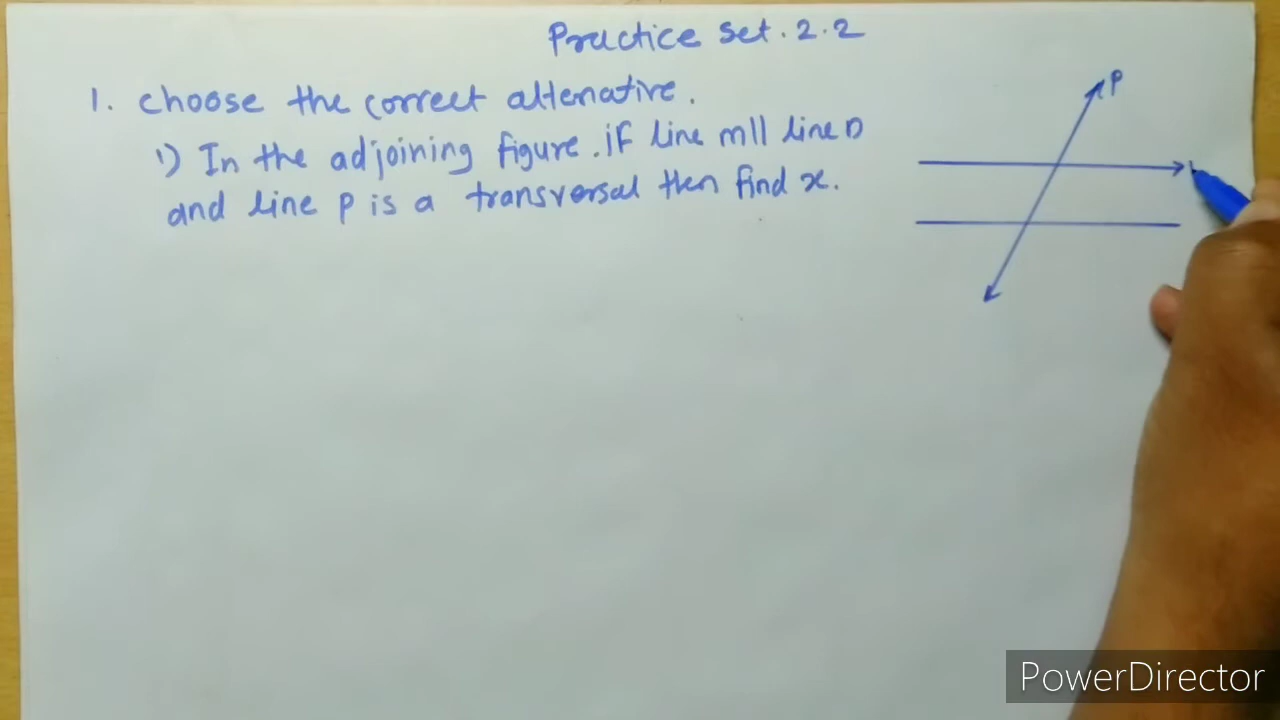 Practice Set. 2.2
1. choose the correct altenative.
1) In the adjoining figure. if line m || line n
and line p is a transversal then find x.
P
PowerDirector